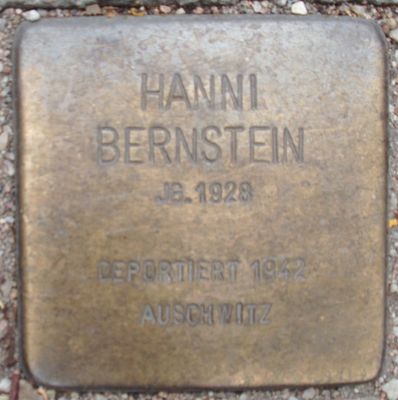 HANNI
BERNSTEIN
JG. 1928
DEPORTIERT 1942
AUSCHWITZ